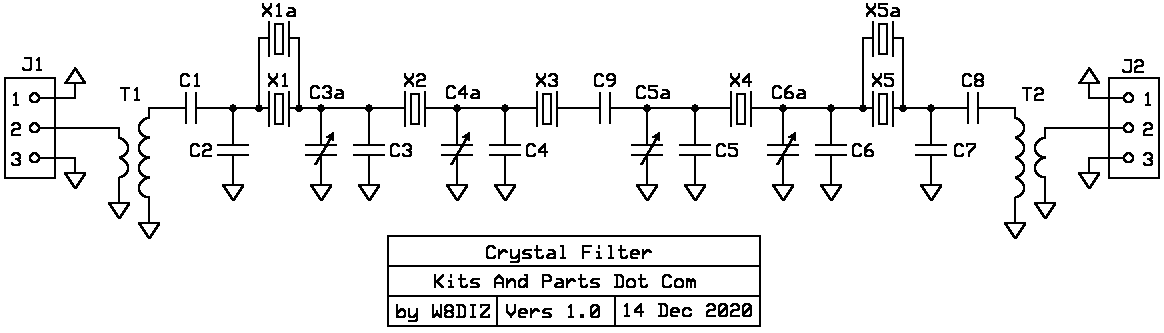 X1a X5a
J1 J2
C1 X1 X2 X3 C9 X4 X5 C8
T1 C3a C4a C5a C6a T2
1 1
2 2
C2 C3 C4 C5 C6 C7
3 3
Crystal Filter
Kits And Parts Dot Com
by W8DIZ Vers 1.0 14 Dec 2020